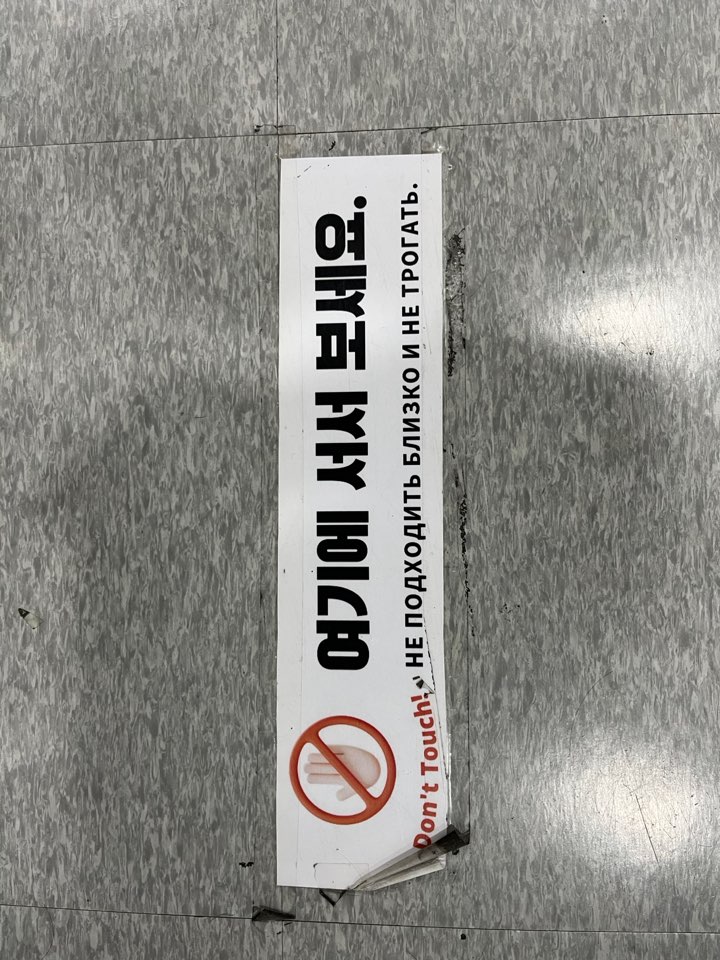 여기에 서서 보세요.
Don't Touch! НЕ ПОДХОДИТЬ БЛИЗКО И НЕ ТРОГАТЬ.